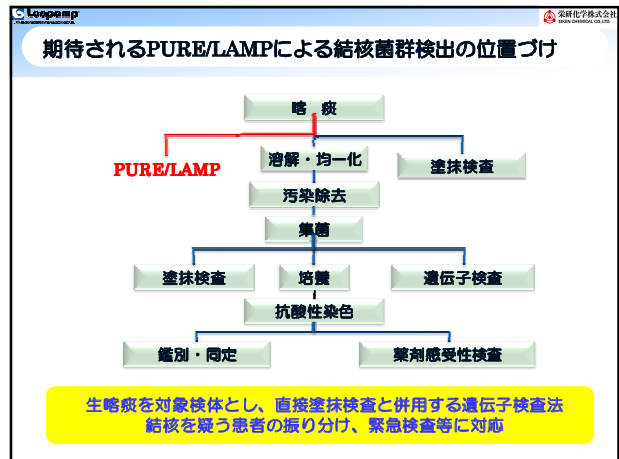 Loopamp
栄研化学株式会社
EIKEN CHEMICAL CO.,LTD.
期待されるPURE/LAMPによる結核菌群検出の位置づけ
喀　痰
PURE/LAMP
溶解・均一化
塗抹検査
汚染除去
集菌
塗抹検査
培養
遺伝子検査
抗酸性染色
鑑別・同定
薬剤感受性検査
生喀痰を対象検体とし、直接塗抹検査と併用する遺伝子検査法
結核を疑う患者の振り分け、緊急検査等に対応